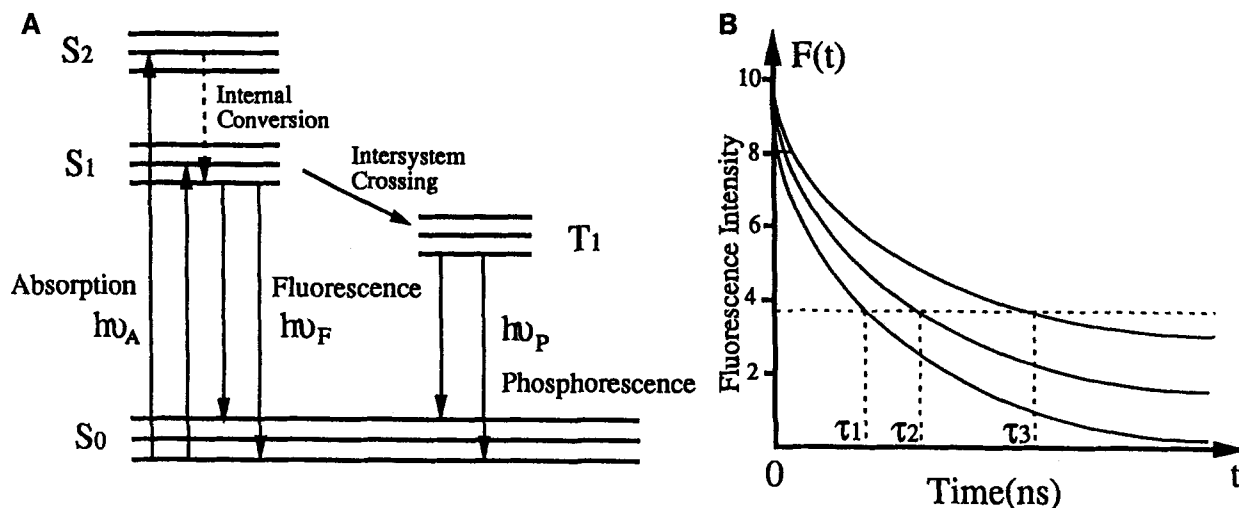 A
S2
Internal
Conversion
S1
Intersystem
Crossing
T1
Absorption
hυA
Fluorescence
hυF
hυP
Phosphorescence
S0
B
F(t)
10
8
6
4
2
Fluorescence Intensity
τ1
τ2
τ3
0
Time(ns)
t